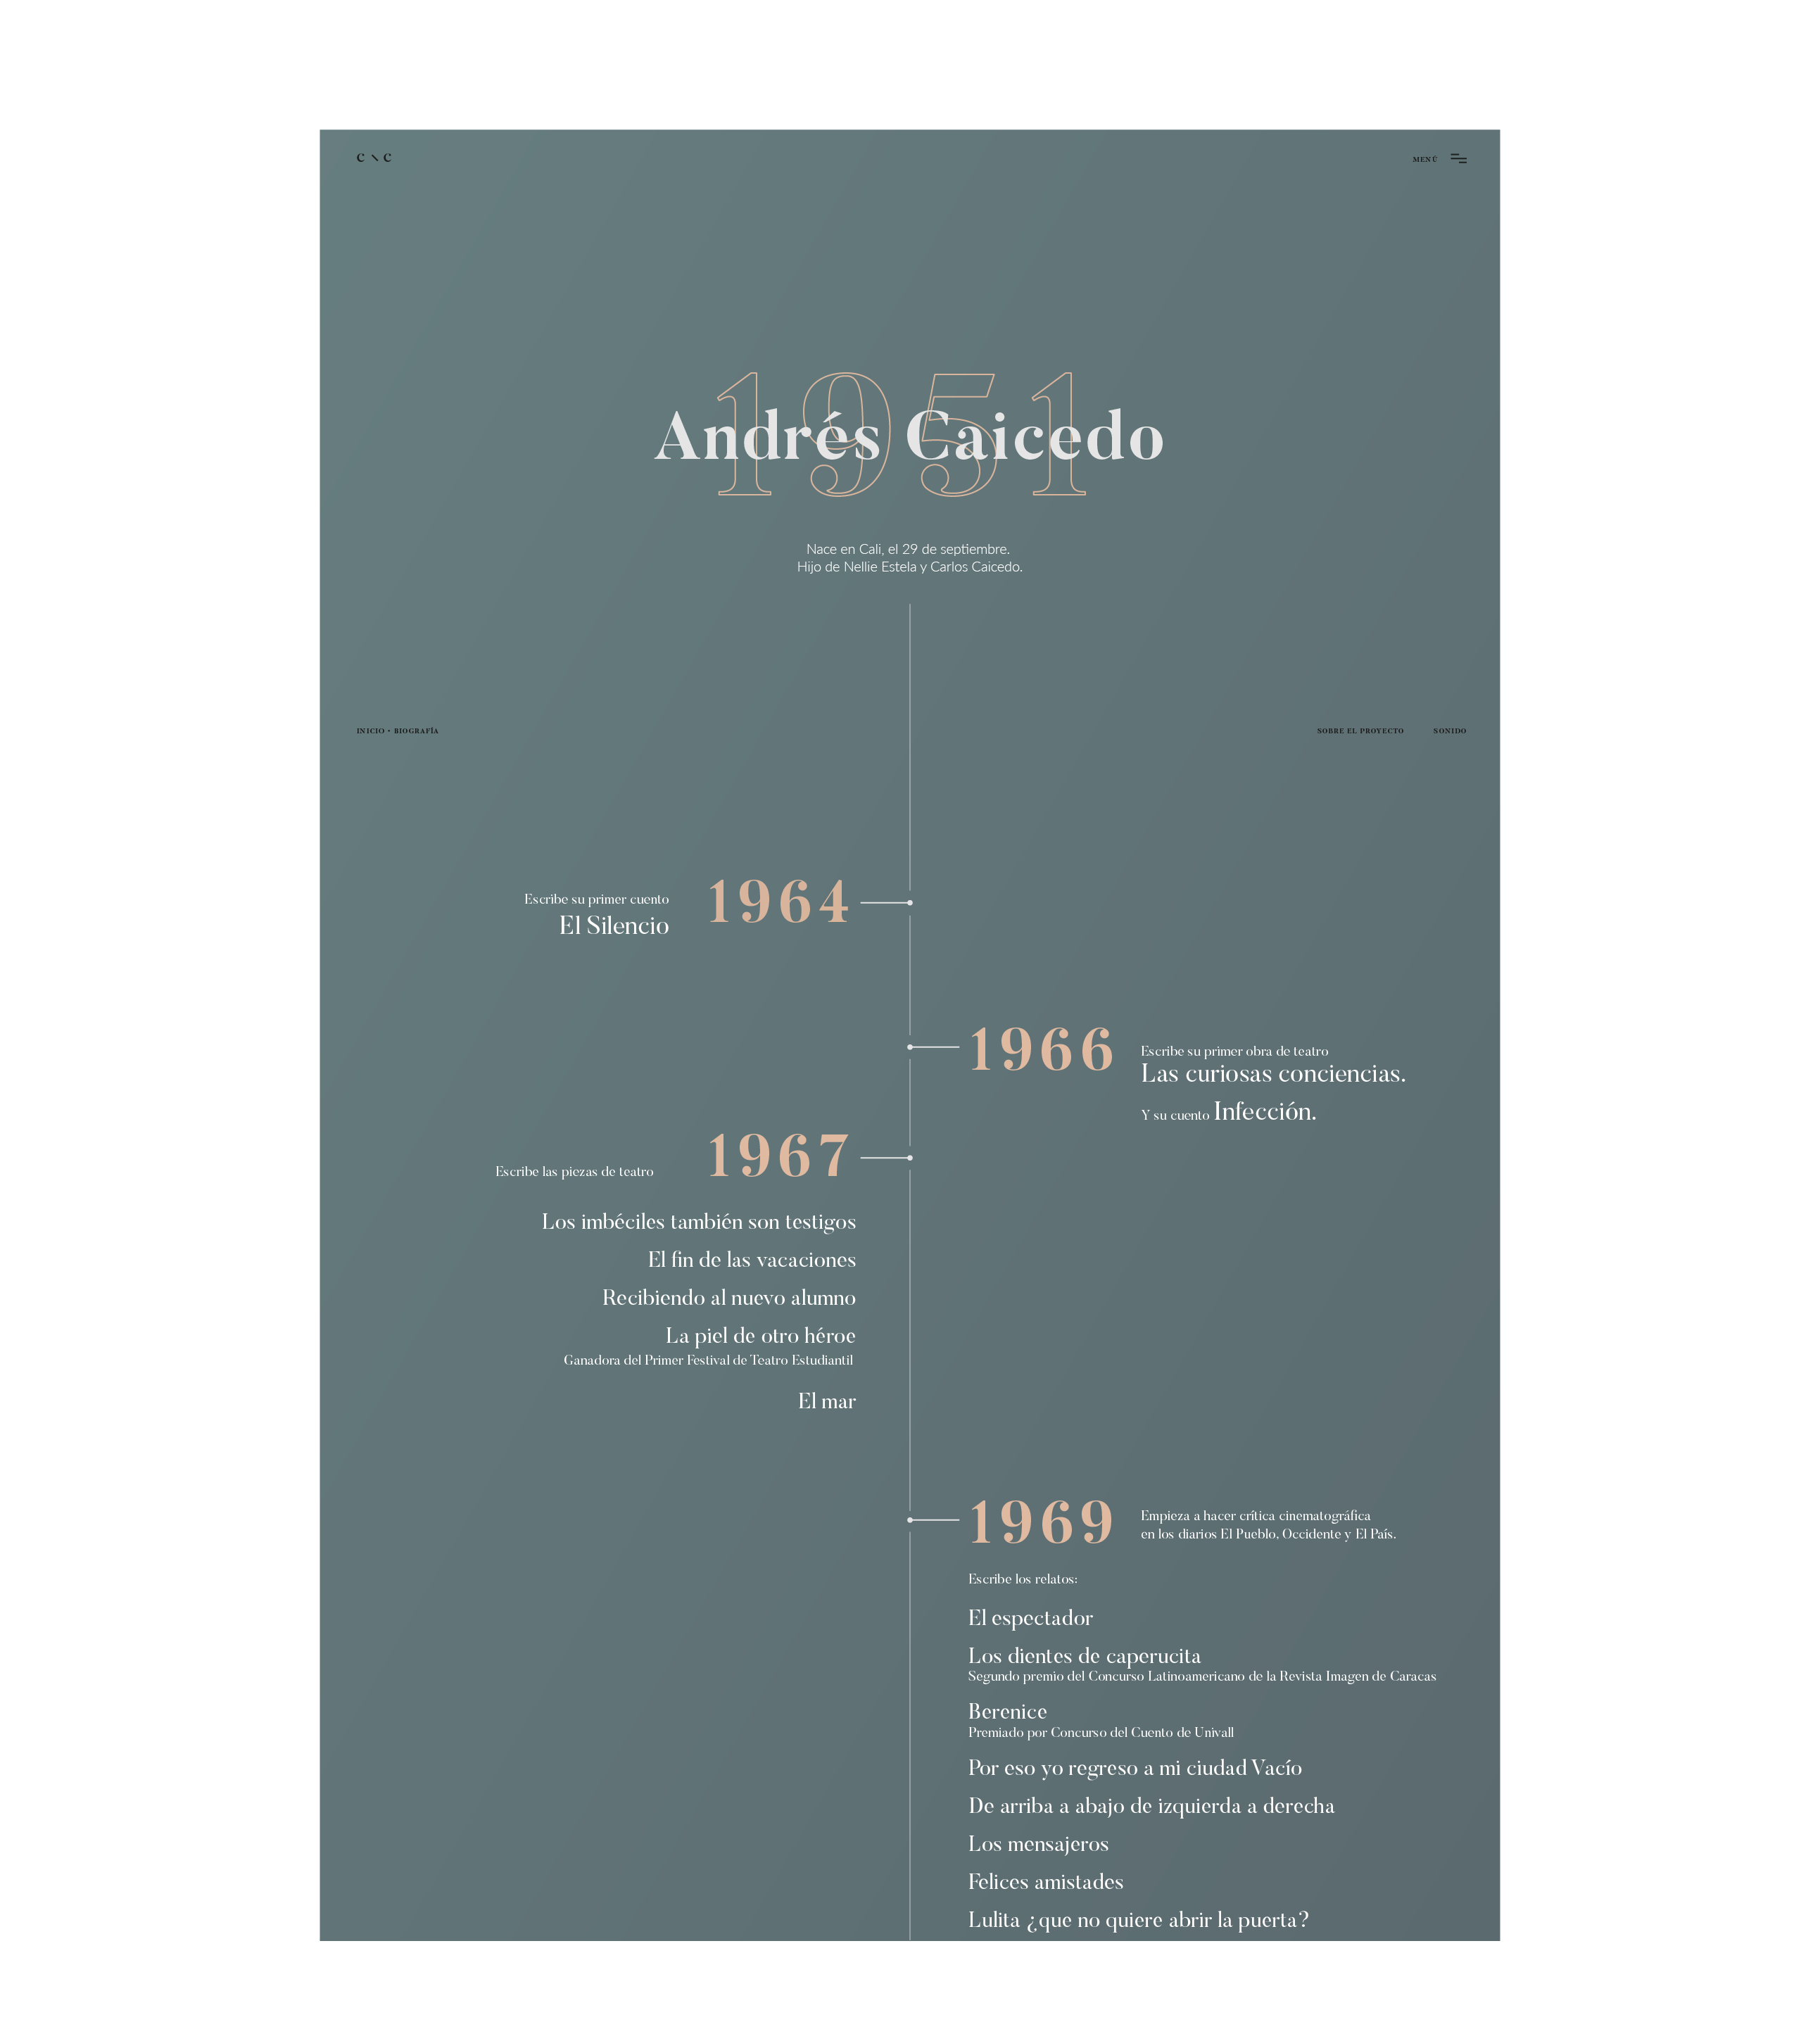 C \ C
MENÚ
1951
Andrés Caicedo
Nace en Cali, el 29 de septiembre.
Hijo de Nellie Estela y Carlos Caicedo.
INICIO + BIOGRAFÍA
SOBRE EL PROYECTO
SONIDO
1964
Escribe su primer cuento
El Silencio
1966
Escribe su primer obra de teatro
Las curiosas conciencias.
Y su cuento Infección.
1967
Escribe las piezas de teatro
Los imbéciles también son testigos
El fin de las vacaciones
Recibiendo al nuevo alumno
La piel de otro héroe
Ganadora del Primer Festival de Teatro Estudiantil
El mar
1969
Empieza a hacer crítica cinematográfica
en los diarios El Pueblo, Occidente y El País.
Escribe los relatos:
El espectador
Los dientes de caperucita
Segundo premio del Concurso Latinoamericano de la Revista Imagen de Caracas
Berenice
Premiado por Concurso del Cuento de Univall
Por eso yo regreso a mi ciudad Vacío
De arriba a abajo de izquierda a derecha
Los mensajeros
Felices amistades
Lulita ¿que no quiere abrir la puerta?